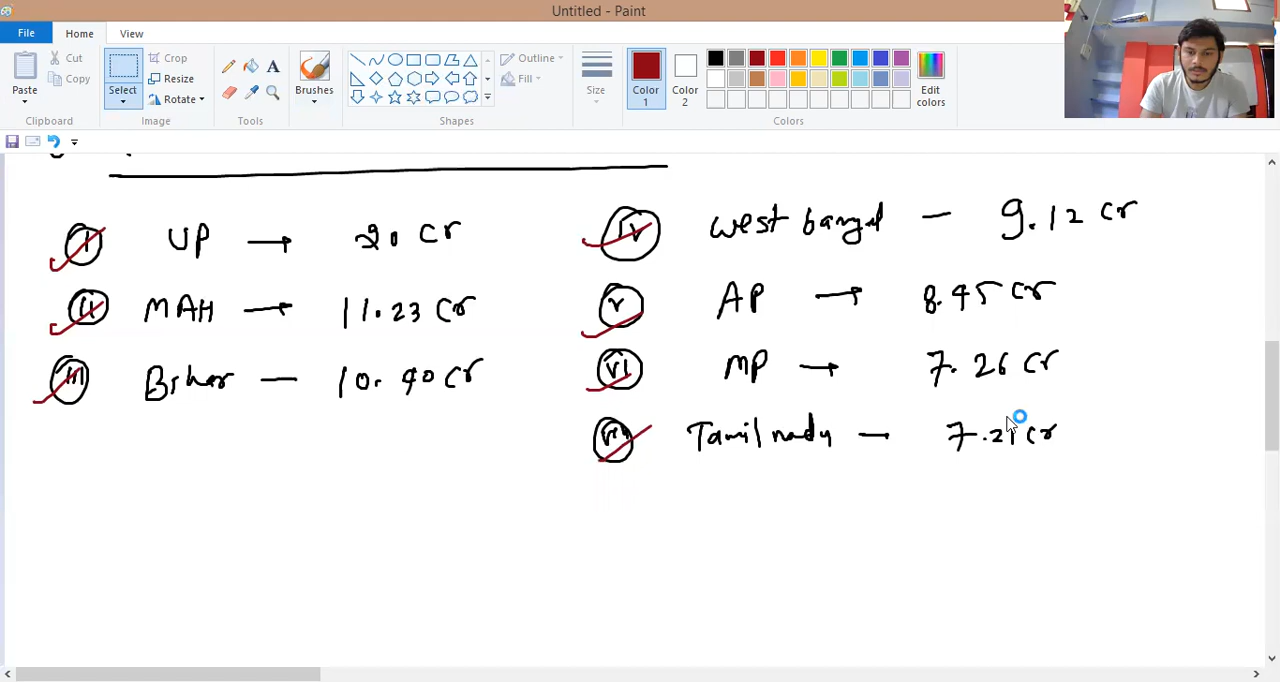 Untitled - Paint
File
Home
View
Paste
Cut
Copy
Clipboard
Select
Crop
Resize
Rotate
Image
Tools
Brushes
Shapes
Outline
Fill
Size
Color 1
Color 2
Edit colors
Colors
i UP → 20 Cr
ii MAH → 11.23 Cr
iii Bihar — 10.40 Cr
iv West bangal — 9.12 Cr
v AP → 8.45 Cr
vi MP → 7.26 Cr
vii Tamil nadu — 7.21 Cr